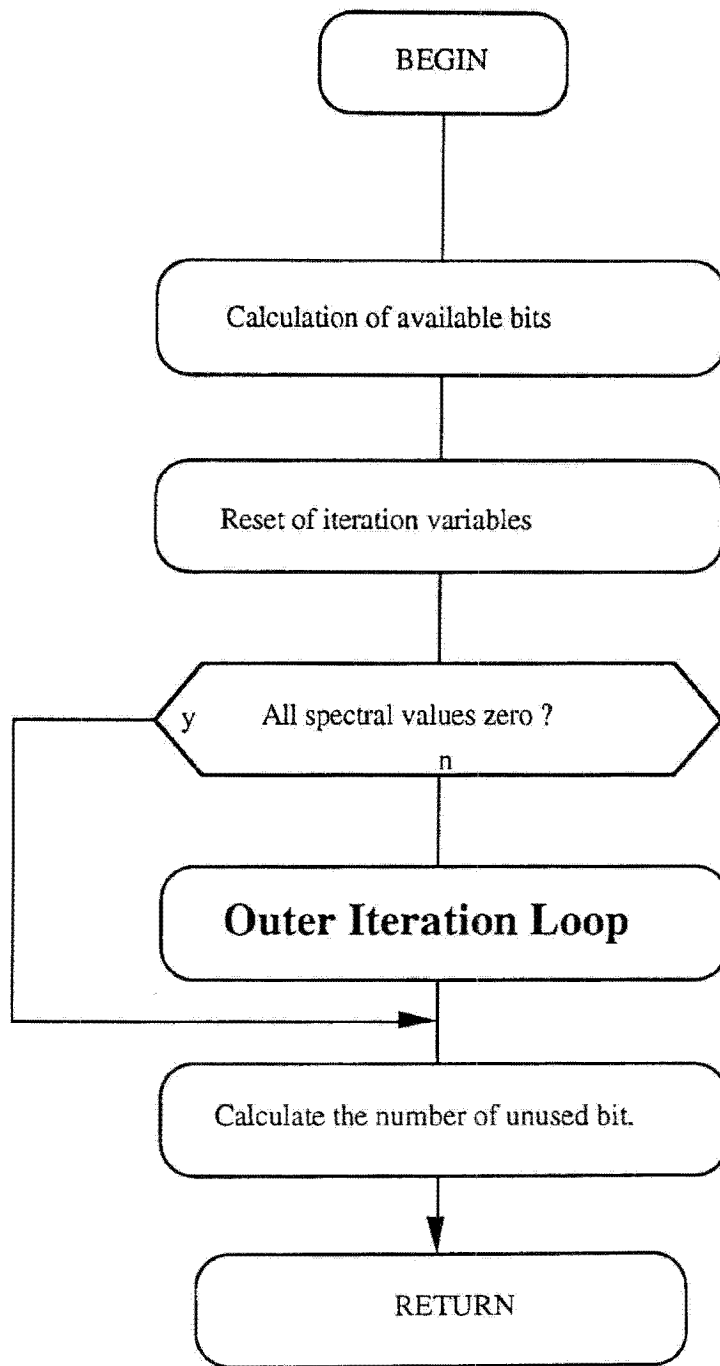 BEGIN
Calculation of available bits
Reset of iteration variables
y All spectral values zero ?
n
Outer Iteration Loop
Calculate the number of unused bit.
RETURN